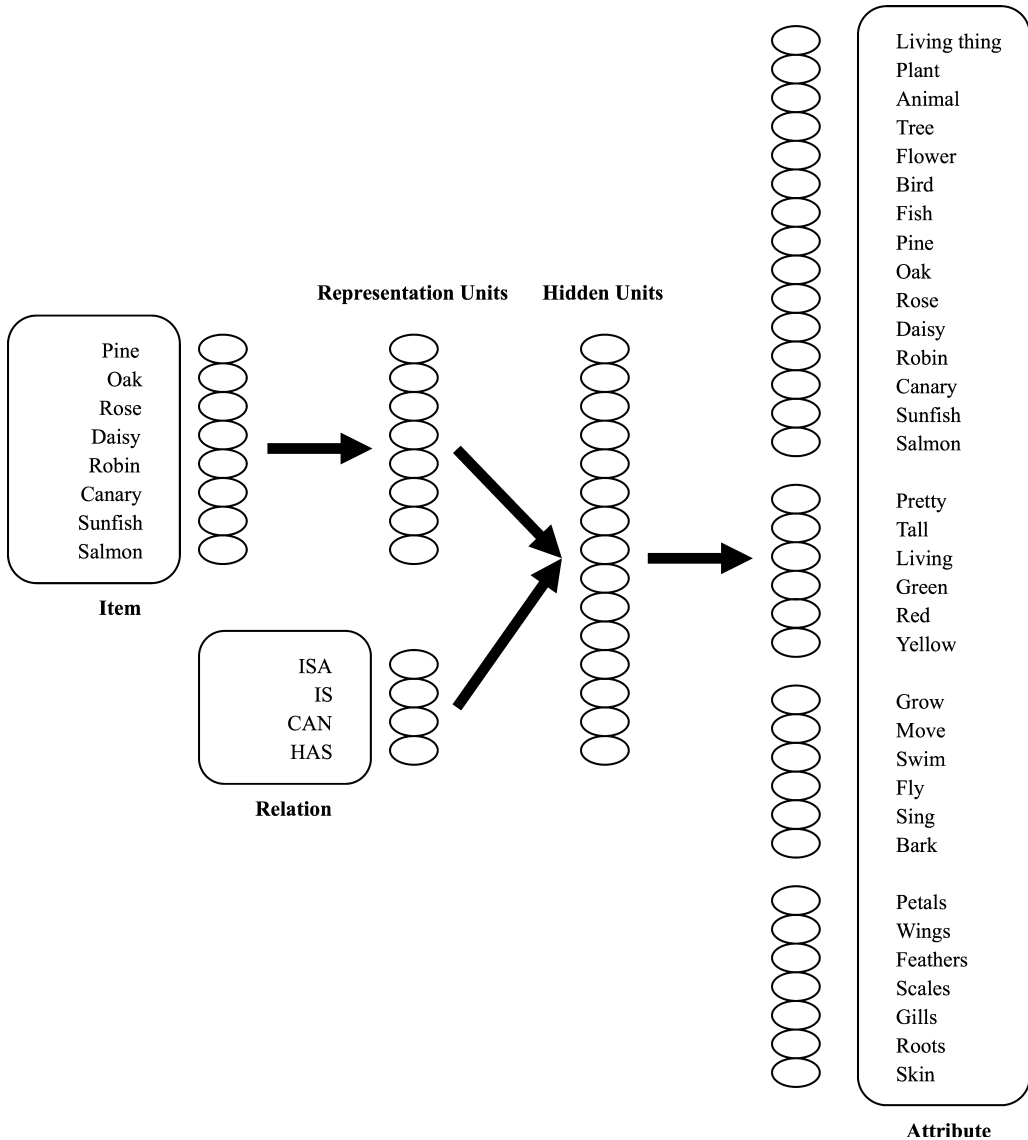 Representation Units
Hidden Units
Pine
Oak
Rose
Daisy
Robin
Canary
Sunfish
Salmon
Item
ISA
IS
CAN
HAS
Relation
Living thing
Plant
Animal
Tree
Flower
Bird
Fish
Pine
Oak
Rose
Daisy
Robin
Canary
Sunfish
Salmon
Pretty
Tall
Living
Green
Red
Yellow
Grow
Move
Swim
Fly
Sing
Bark
Petals
Wings
Feathers
Scales
Gills
Roots
Skin
Attribute